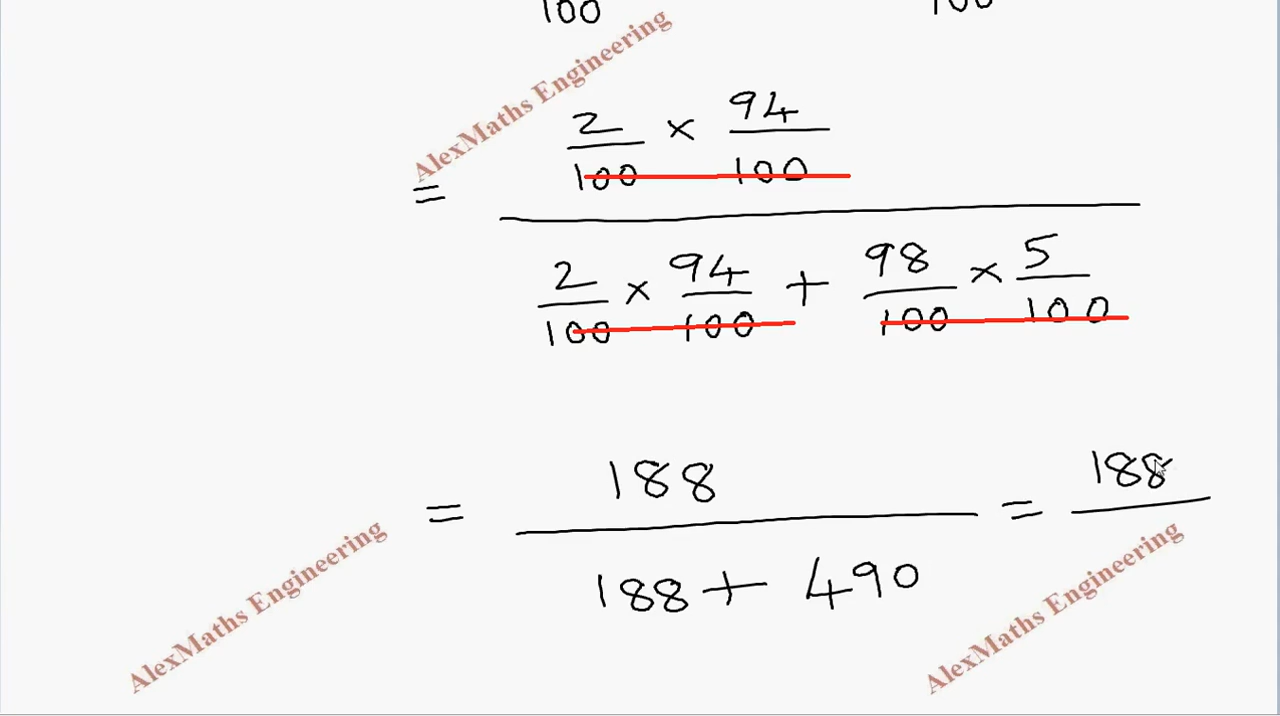 100 100
AlexMaths Engineering
2 × 94
100 100
=
2 × 94 + 98 × 5
100 100 100 100
188 188
= =
188 + 490
AlexMaths Engineering AlexMaths Engineering